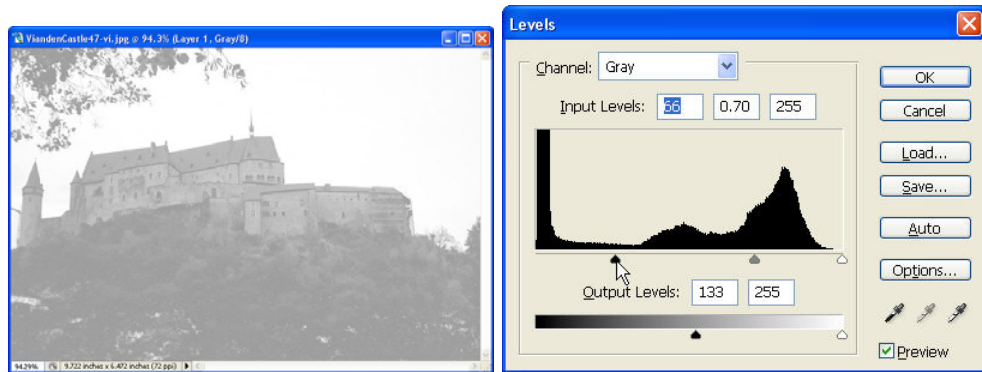 ViandenCastle47-vi.jpg @ 94.3% (Layer 1, Gray/8)
94.29%
9.722 inches x 6.472 inches (72 ppi)
Levels
Channel: Gray
Input Levels: 66 0.70 255
Output Levels: 133 255
OK
Cancel
Load...
Save...
Auto
Options...
Preview